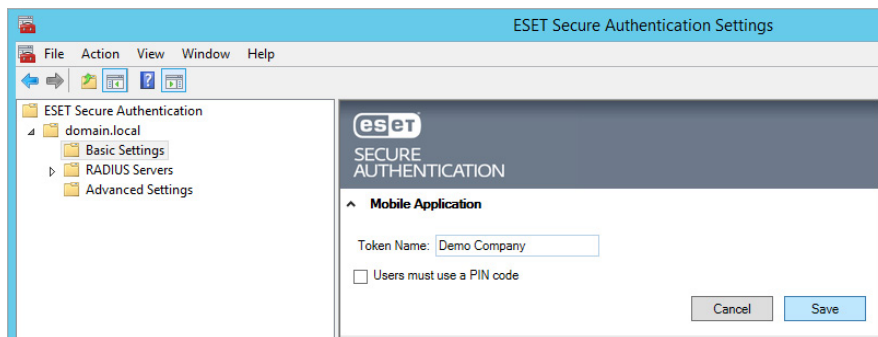 ESET Secure Authentication Settings
File Action View Window Help
ESET Secure Authentication
domain.local
Basic Settings
RADIUS Servers
Advanced Settings
eseT
SECURE
AUTHENTICATION
Mobile Application
Token Name: Demo Company
Users must use a PIN code
Cancel Save